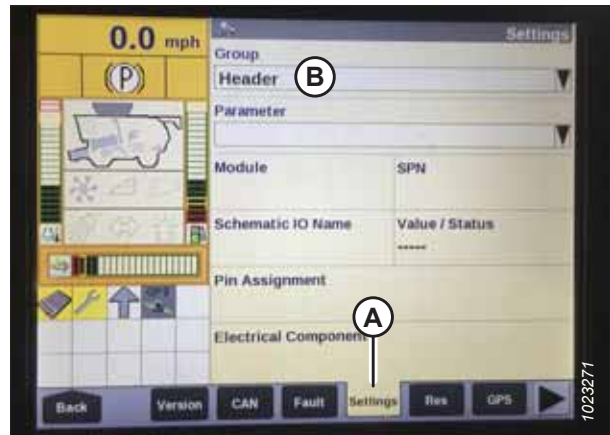 0.0 mph
(P)
Settings
Group
Header
B
Parameter
Module
SPN
Schematic IO Name
Value / Status
-----
Pin Assignment
A
Electrical Component
Back
Version
CAN
Fault
Settings
Res
GPS
1023271